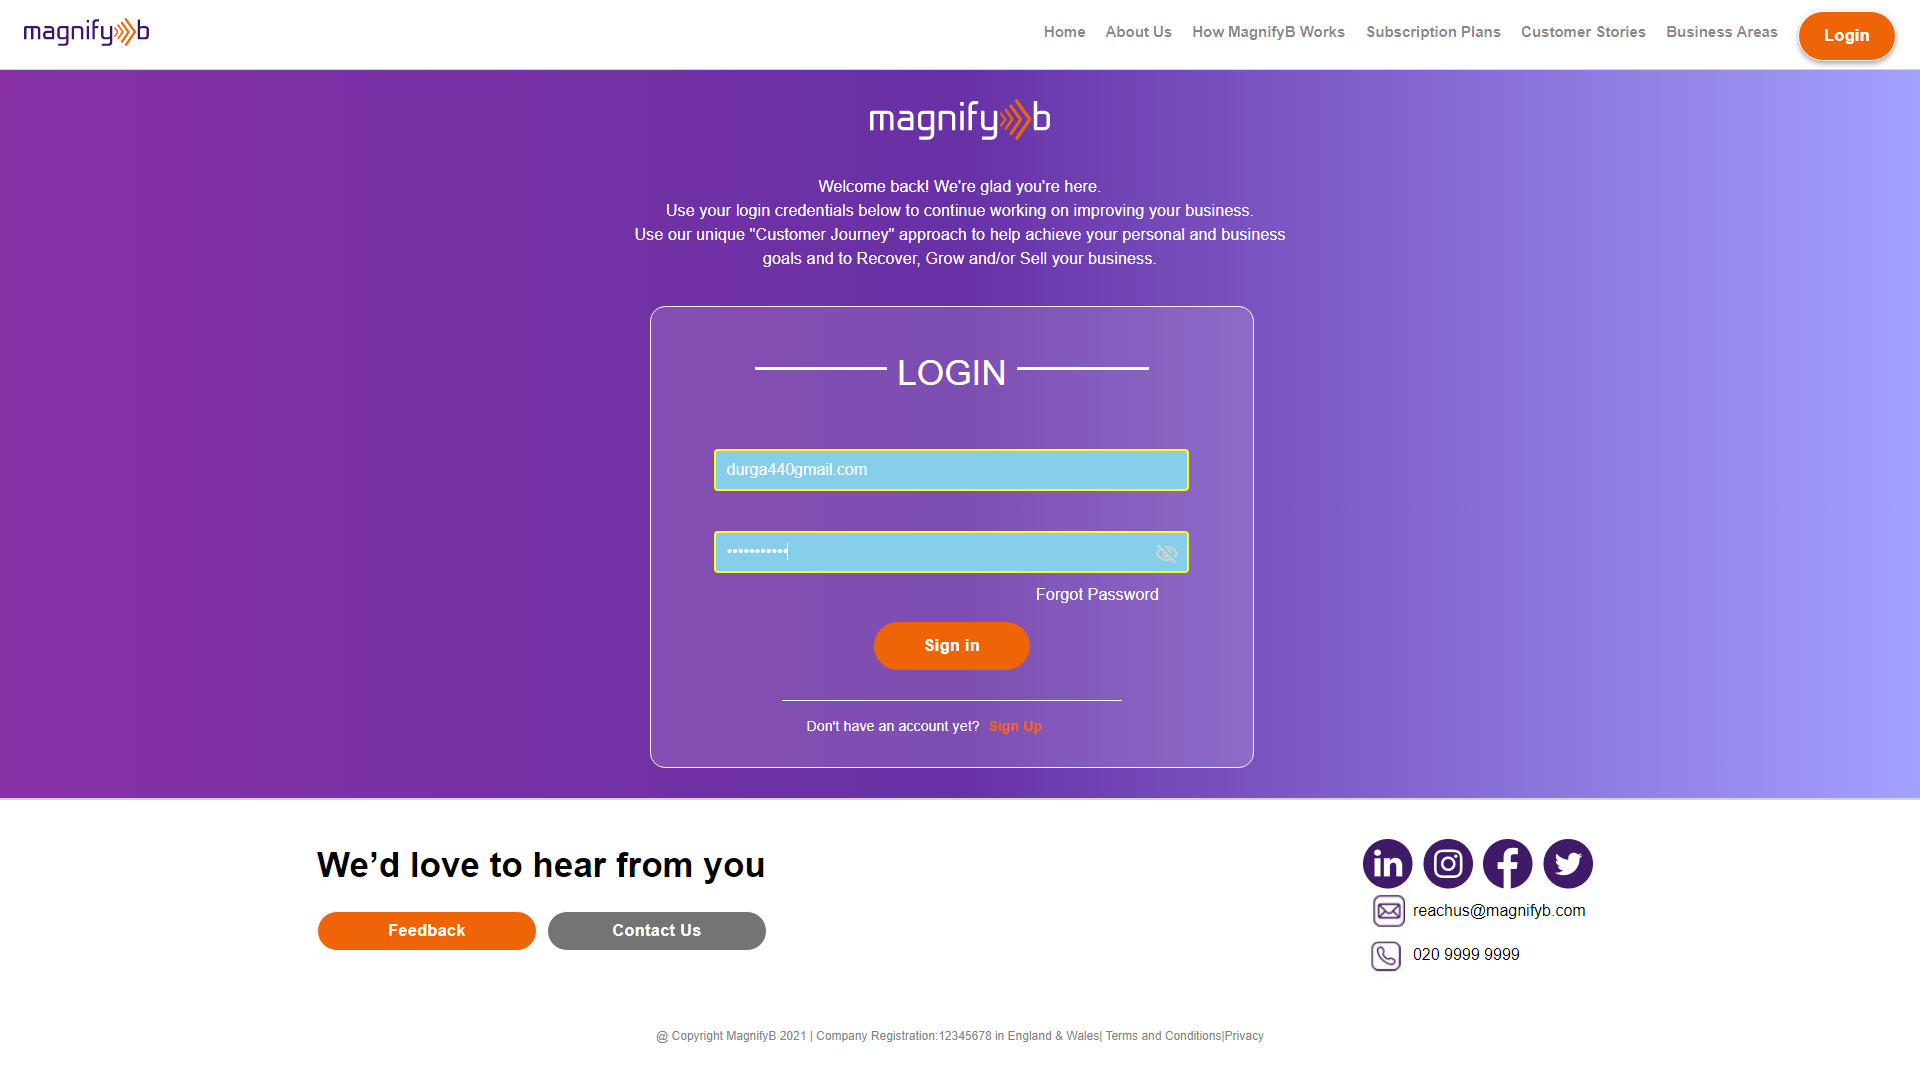 magnifyb
Home
About Us
How MagnifyB Works
Subscription Plans
Customer Stories
Business Areas
Login
magnifyb
Welcome back! We're glad you're here.
Use your login credentials below to continue working on improving your business.
Use our unique "Customer Journey" approach to help achieve your personal and business
goals and to Recover, Grow and/or Sell your business.
LOGIN
durga440gmail.com
•••••••••••
Forgot Password
Sign in
Don't have an account yet? Sign Up
We’d love to hear from you
Feedback
Contact Us
in
reachus@magnifyb.com
020 9999 9999
@ Copyright MagnifyB 2021 | Company Registration:12345678 in England & Wales| Terms and Conditions|Privacy